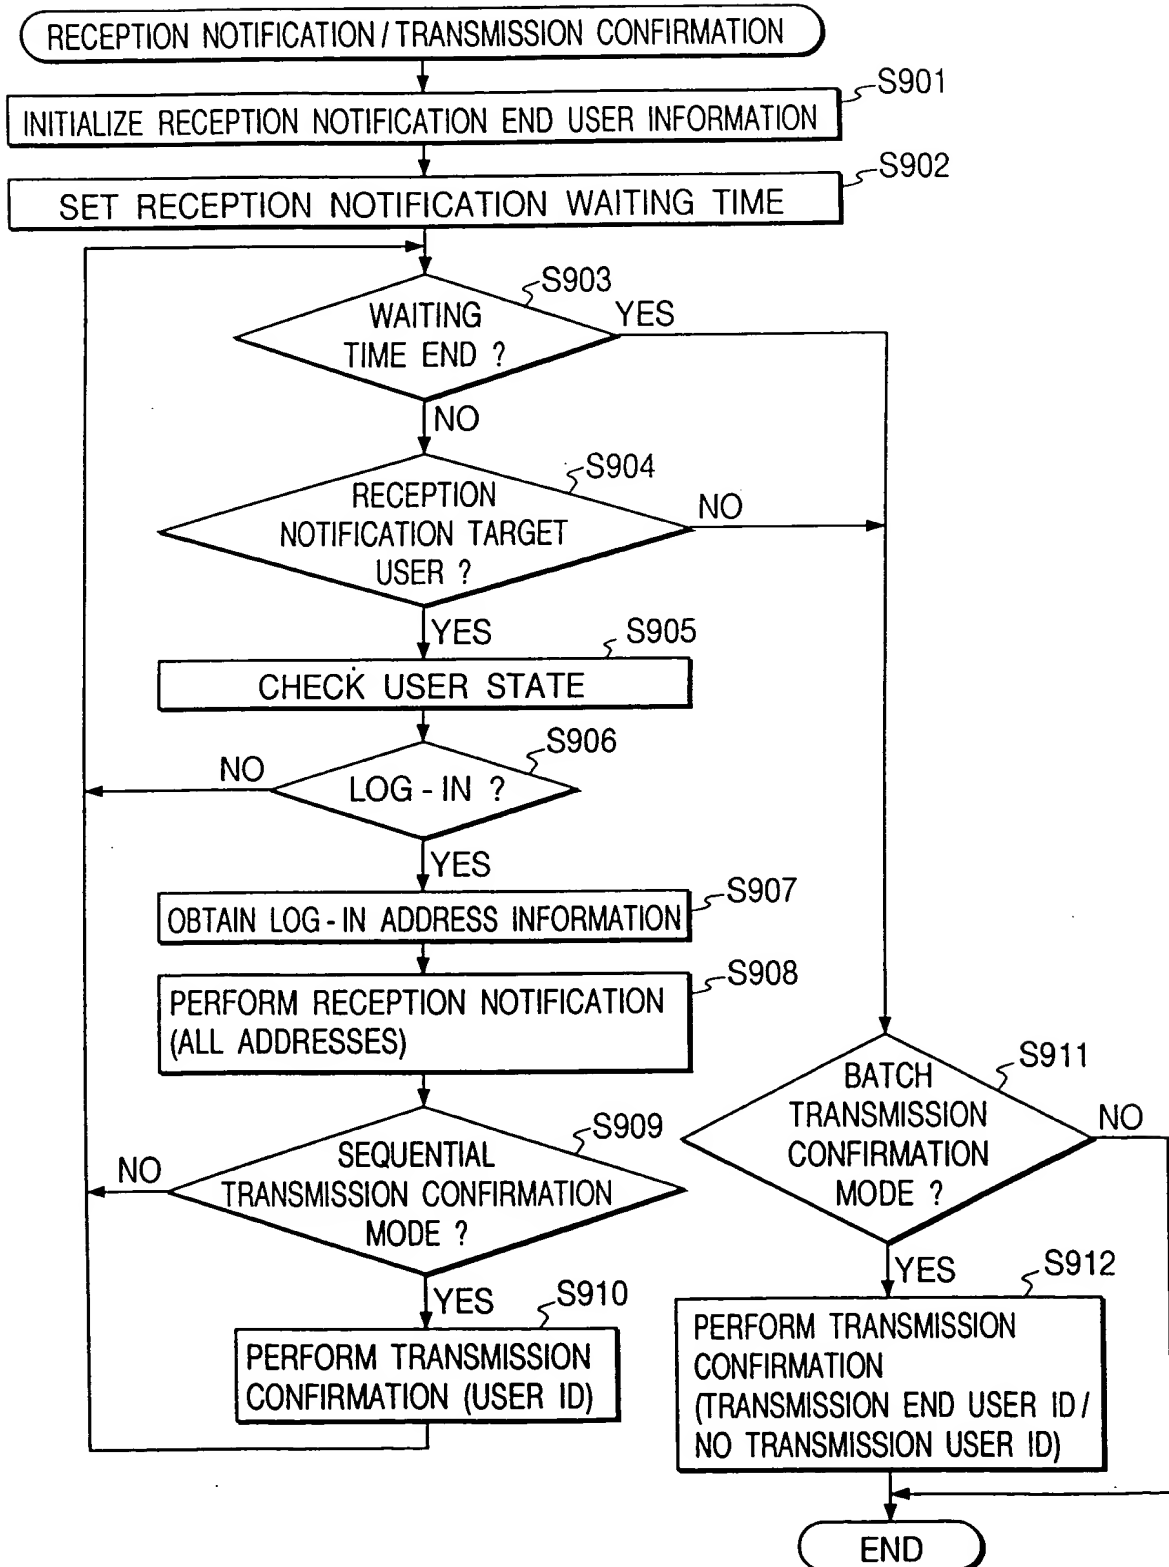 RECEPTION NOTIFICATION / TRANSMISSION CONFIRMATION
S901
INITIALIZE RECEPTION NOTIFICATION END USER INFORMATION
S902
SET RECEPTION NOTIFICATION WAITING TIME
S903
WAITING
TIME END ?
YES
NO
S904
RECEPTION
NOTIFICATION TARGET
USER ?
NO
YES
S905
CHECK USER STATE
S906
LOG - IN ?
NO
YES
S907
OBTAIN LOG - IN ADDRESS INFORMATION
S908
PERFORM RECEPTION NOTIFICATION
(ALL ADDRESSES)
S909
SEQUENTIAL
TRANSMISSION CONFIRMATION
MODE ?
NO
YES
S910
PERFORM TRANSMISSION
CONFIRMATION (USER ID)
S911
BATCH
TRANSMISSION
CONFIRMATION
MODE ?
NO
YES
S912
PERFORM TRANSMISSION
CONFIRMATION
(TRANSMISSION END USER ID /
NO TRANSMISSION USER ID)
END